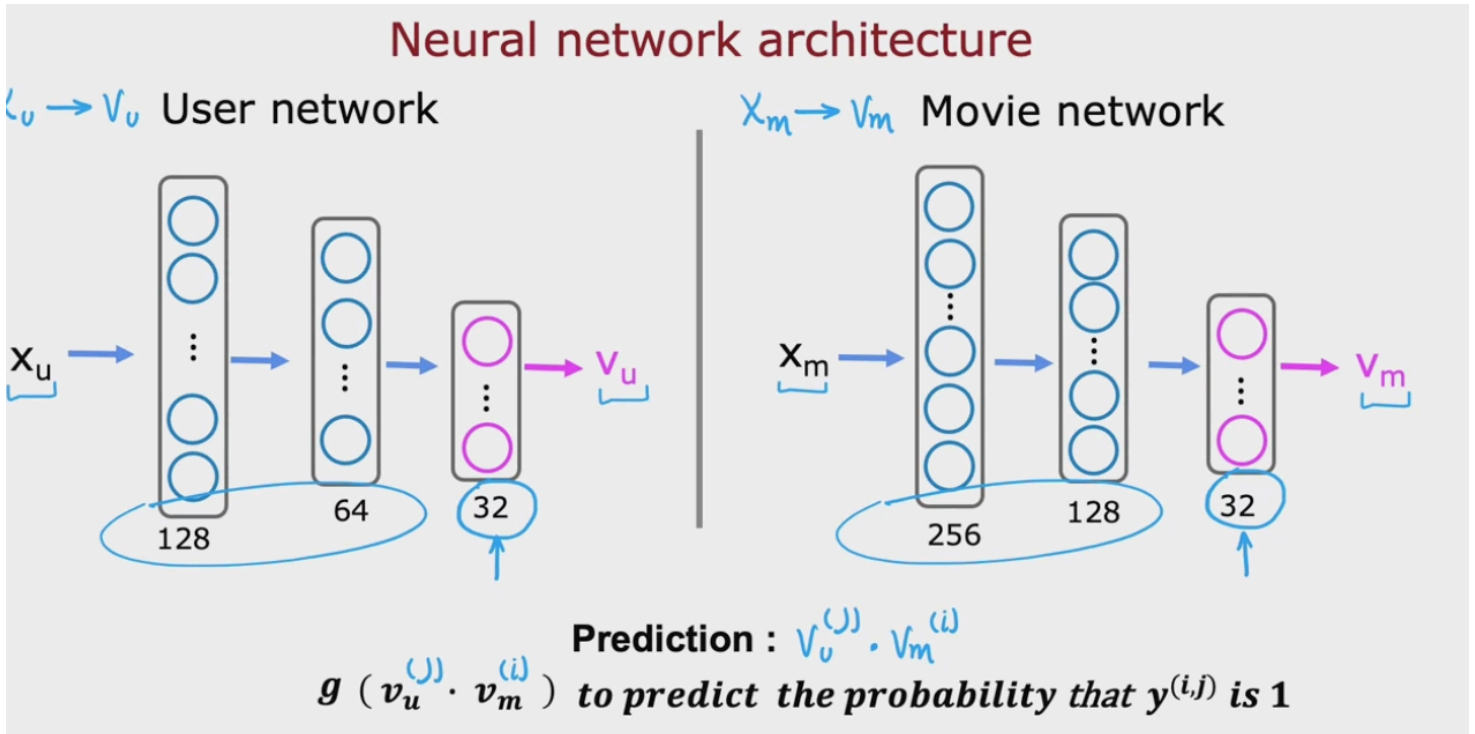 Neural network architecture
Xᵤ → Vᵤ User network
Xₘ → Vₘ Movie network
xᵤ
vᵤ
128
64
32
xₘ
vₘ
256
128
32
Prediction : Vᵤ⁽ʲ⁾ · Vₘ⁽ⁱ⁾
g ( vᵤ⁽ʲ⁾ · vₘ⁽ⁱ⁾ ) to predict the probability that y⁽ⁱ,ʲ⁾ is 1